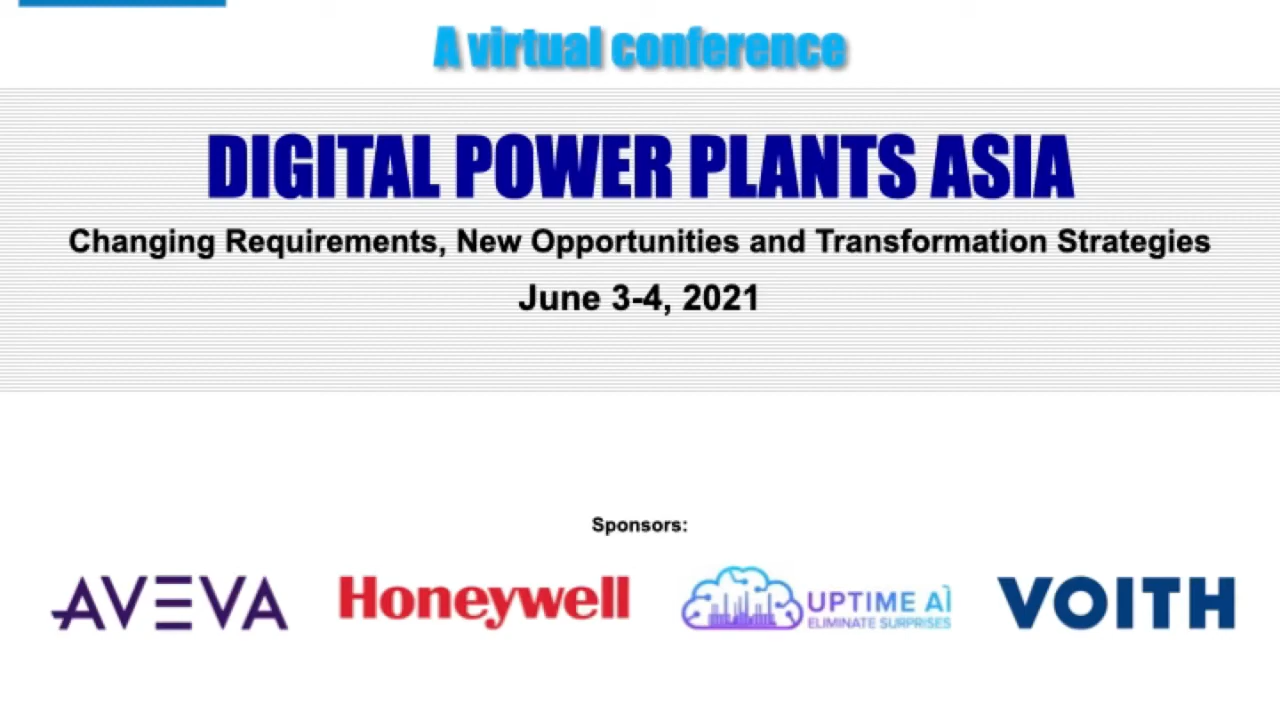 A virtual conference
DIGITAL POWER PLANTS ASIA
Changing Requirements, New Opportunities and Transformation Strategies
June 3-4, 2021
Sponsors:
AVEVA
Honeywell
UPTIME AI
ELIMINATE SURPRISES
VOITH